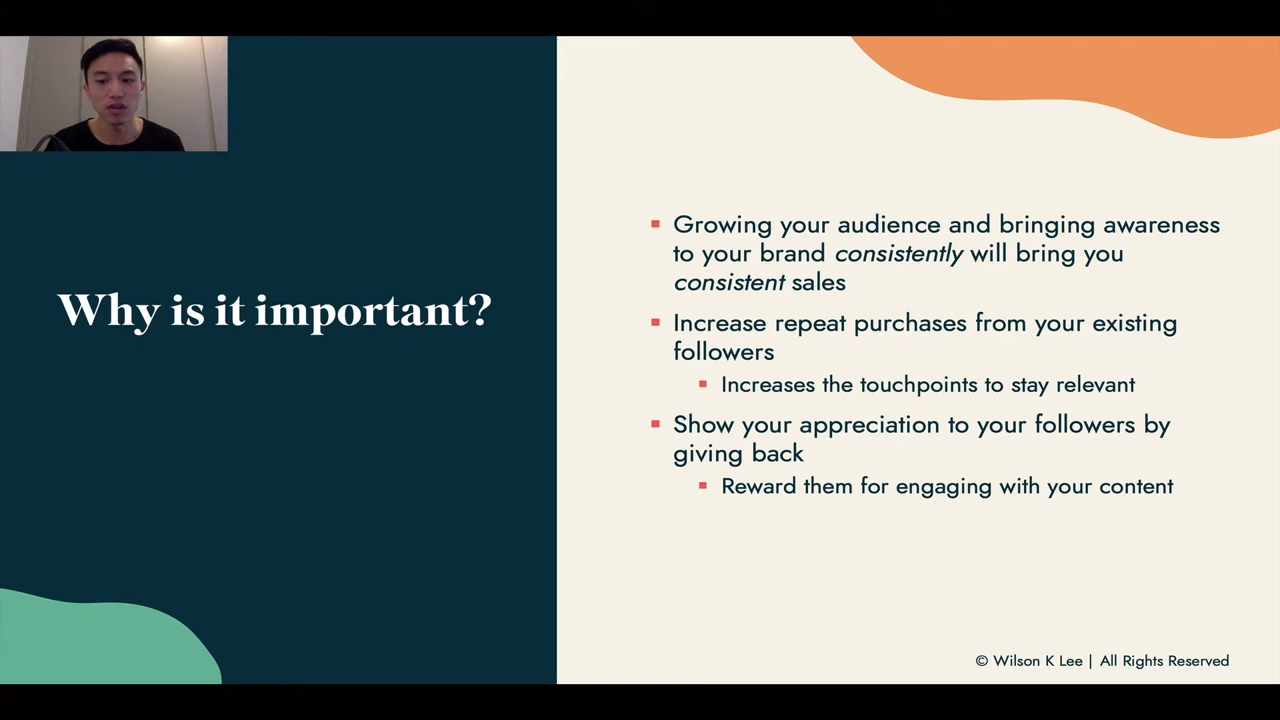 Why is it important?
Growing your audience and bringing awareness
to your brand consistently will bring you
consistent sales
Increase repeat purchases from your existing
followers
Increases the touchpoints to stay relevant
Show your appreciation to your followers by
giving back
Reward them for engaging with your content
© Wilson K Lee | All Rights Reserved